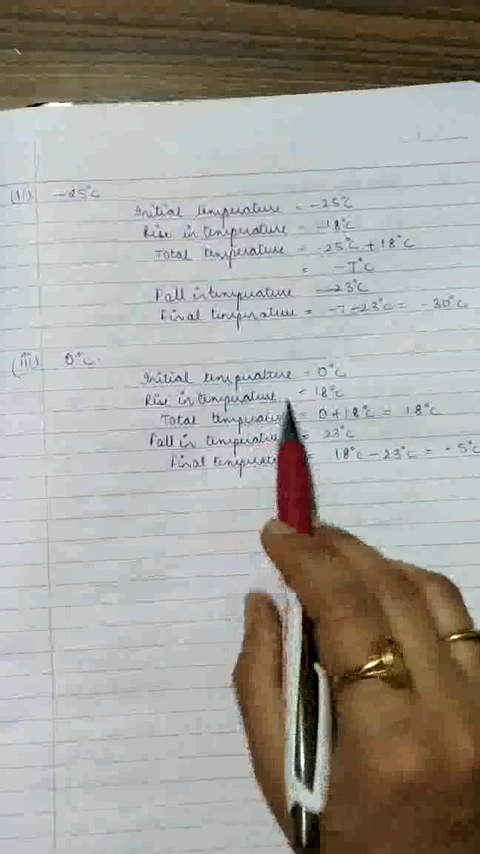 (ii) -25°C
Initial temperature = -25°C
Rise in temperature = 18°C
Total temperature = -25°C + 18°C
= -7°C
Fall in temperature = 23°C
Final temperature = -7-23°C = -30°C
(iii) 0°C.
Initial temperature = 0°C
Rise in temperature = 18°C
Total temperature = 0+18°C = 18°C
Fall in temperature = 23°C
Final temperature = 18°C - 23°C = -5°C